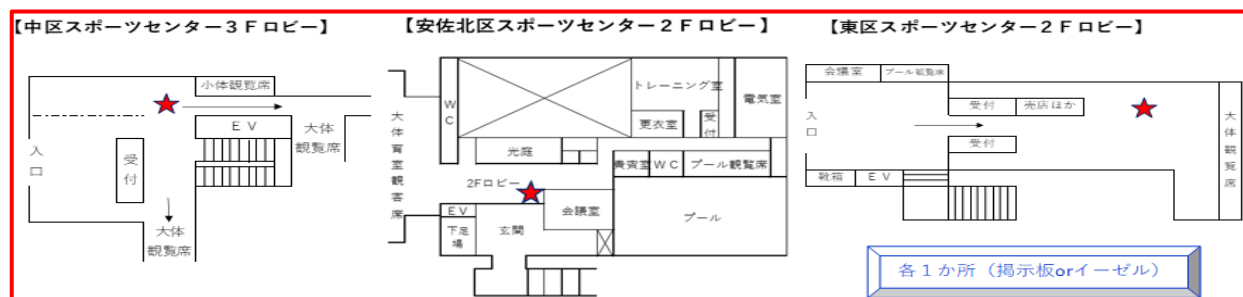 【中区スポーツセンター３Ｆロビー】
小体観覧席
ＥＶ
大体
観覧席
入口
受付
大体
観覧席
【安佐北区スポーツセンター２Ｆロビー】
ＷＣ
トレーニング室
電気室
更衣室
受付
大体育室観客席
光庭
貴賓室
ＷＣ
プール観覧席
2Fロビー
ＥＶ
会議室
プール
下足場
玄関
【東区スポーツセンター２Ｆロビー】
会議室
プール観覧席
受付
売店ほか
入口
受付
大体観覧席
靴箱
ＥＶ
各１か所（掲示板orイーゼル）